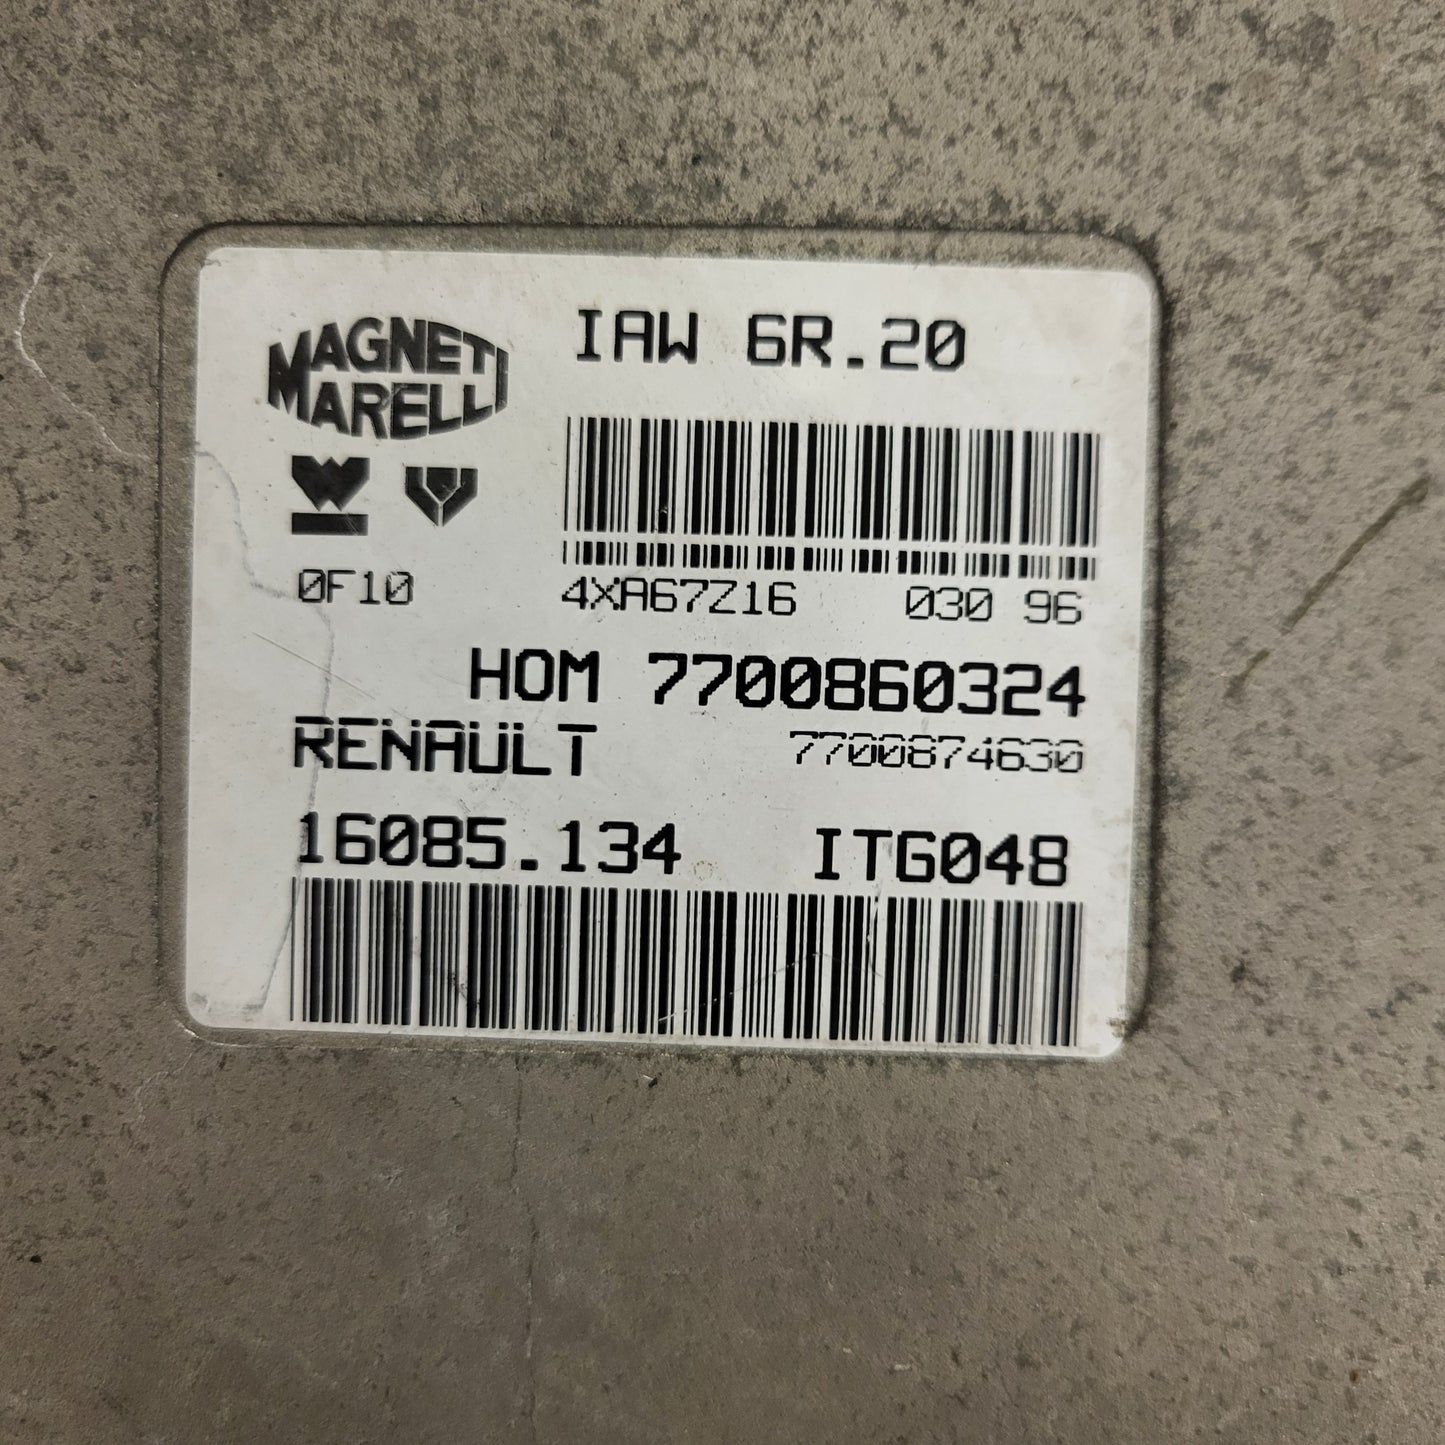 MAGNETI
MARELLI
IAW 6R.20
0F10
4XA67Z16 030 96
HOM 7700860324
RENAULT 7700874630
16085.134 ITG048